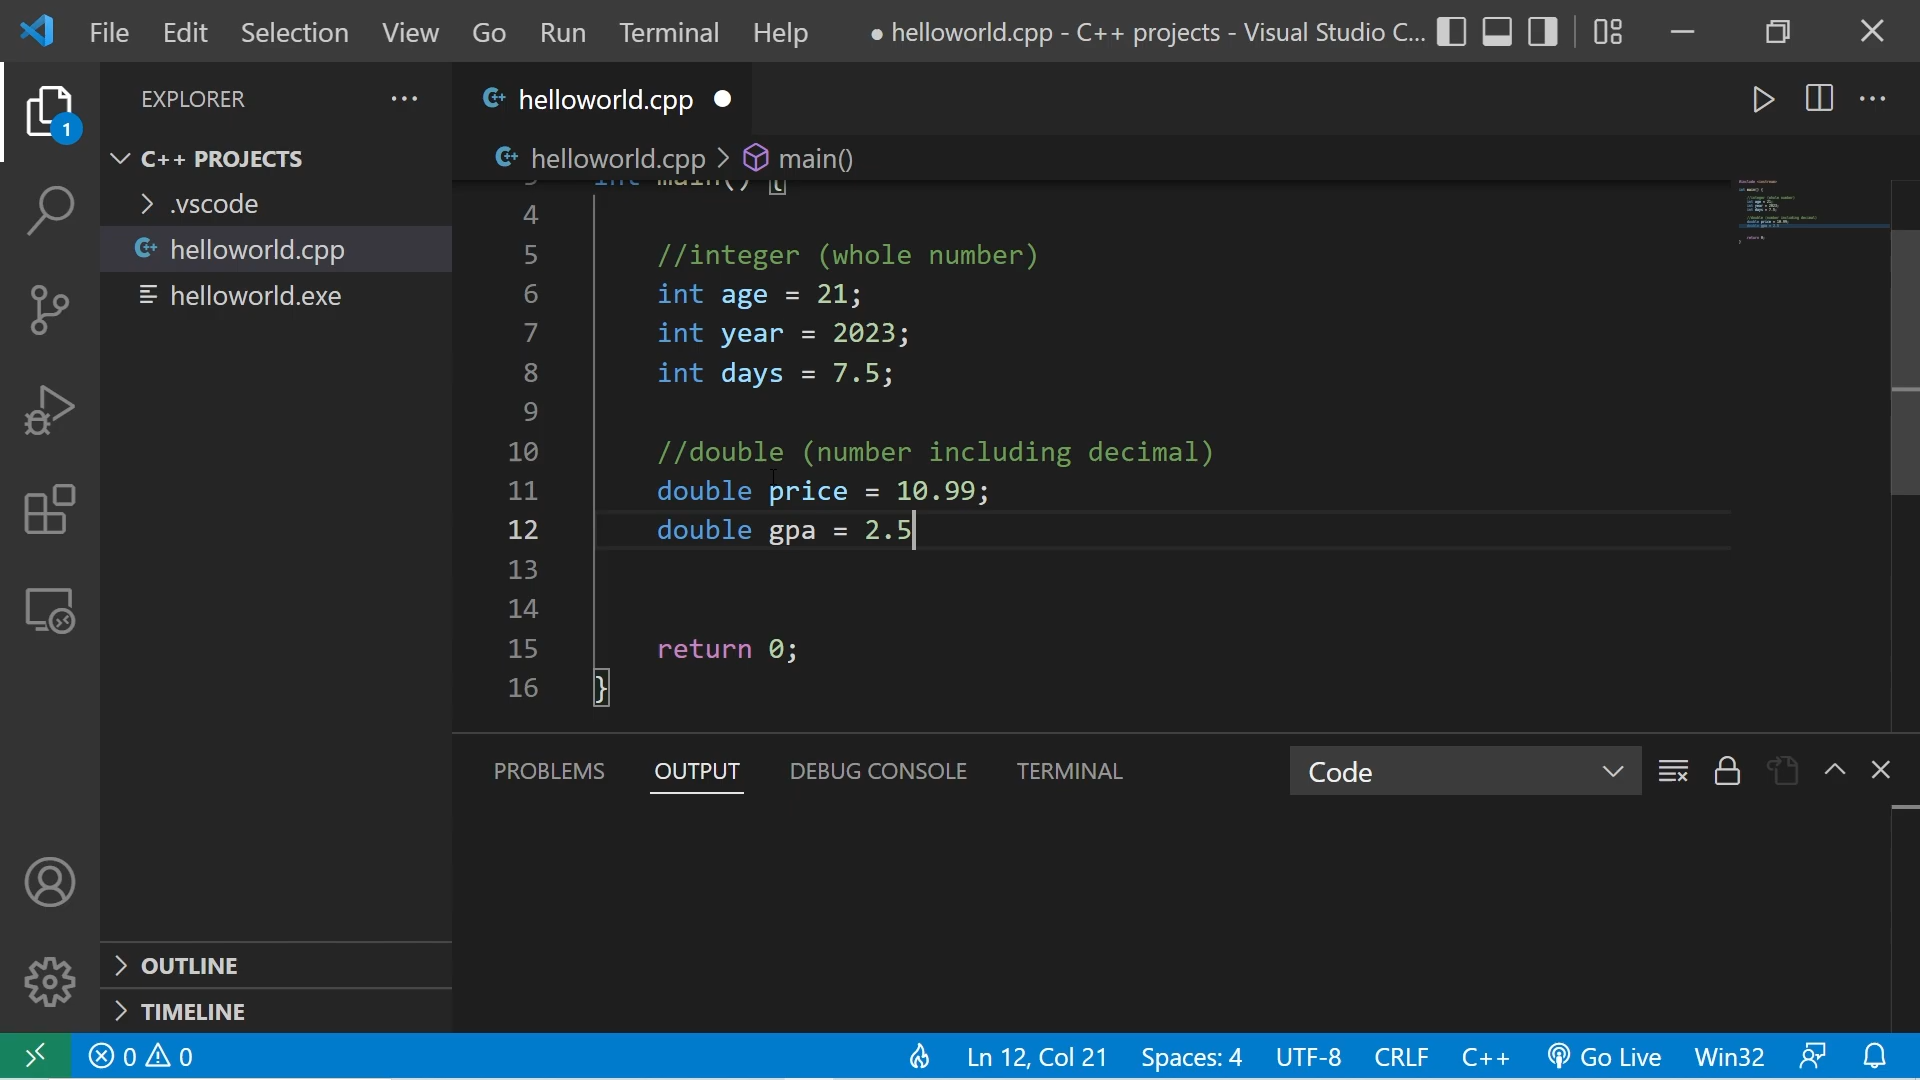 File Edit Selection View Go Run Terminal Help ● helloworld.cpp - C++ projects - Visual Studio C...
EXPLORER
helloworld.cpp
1
C++ PROJECTS
helloworld.cpp > main()
.vscode
helloworld.cpp
helloworld.exe
int main() {
4
5 //integer (whole number)
6 int age = 21;
7 int year = 2023;
8 int days = 7.5;
9
10 //double (number including decimal)
11 double price = 10.99;
12 double gpa = 2.5
13
14
15 return 0;
16 }
PROBLEMS OUTPUT DEBUG CONSOLE TERMINAL Code
OUTLINE
TIMELINE
0 0 Ln 12, Col 21 Spaces: 4 UTF-8 CRLF C++ Go Live Win32